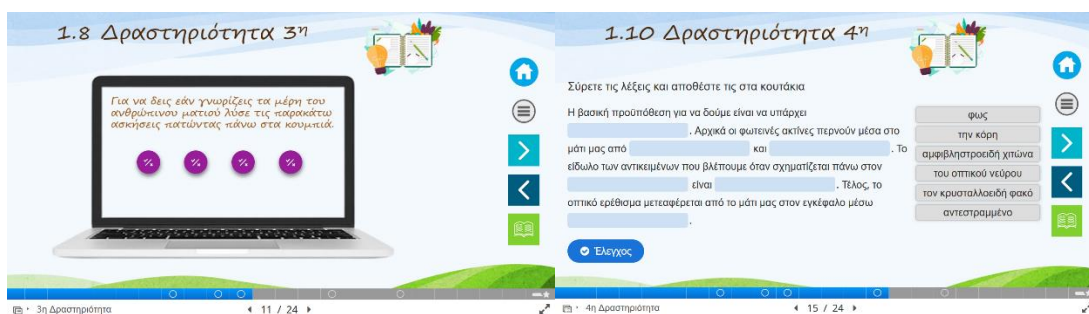 1.8 Δραστηριότητα 3η
Για να δεις εάν γνωρίζεις τα μέρη του
ανθρώπινου ματιού λύσε τις παρακάτω
ασκήσεις πατώντας πάνω στα κουμπιά.
3η Δραστηριότητα
11 / 24
1.10 Δραστηριότητα 4η
Σύρετε τις λέξεις και αποθέστε τις στα κουτάκια
Η βασική προϋπόθεση για να δούμε είναι να υπάρχει
. Αρχικά οι φωτεινές ακτίνες περνούν μέσα στο
μάτι μας από και . Το
είδωλο των αντικειμένων που βλέπουμε όταν σχηματίζεται πάνω στον
είναι . Τέλος, το
οπτικό ερέθισμα μεταφέρεται από το μάτι μας στον εγκέφαλο μέσω
.
φως
την κόρη
αμφιβληστροειδή χιτώνα
του οπτικού νεύρου
τον κρυσταλλοειδή φακό
αντεστραμμένο
Έλεγχος
4η Δραστηριότητα
15 / 24